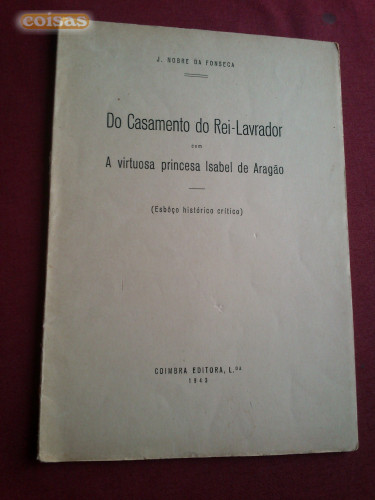 coisas
J. NOBRE DA FONSECA
Do Casamento do Rei-Lavrador
com
A virtuosa princesa Isabel de Aragão
(Esbôço histórico crítico)
COIMBRA EDITORA, L.DA
1943